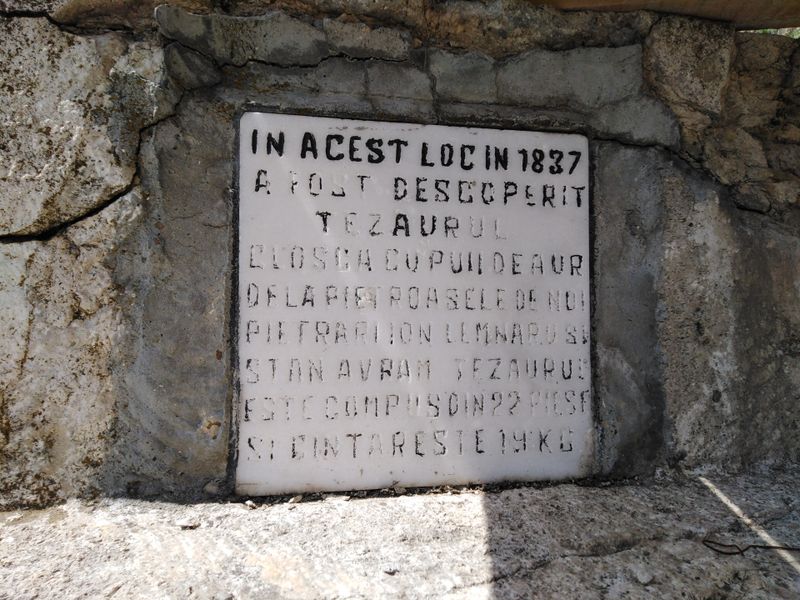 IN ACEST LOC IN 1837
A FOST DESCOPERIT
TEZAURUL
CLOSCA CU PUII DE AUR
DE LA PIETROASELE DE NOI
PIETRARI ION LEMNARU SI
STAN AVRAM TEZAURUL
ESTE COMPUS DIN 22 PIESE
SI CINTARESTE 19 KG